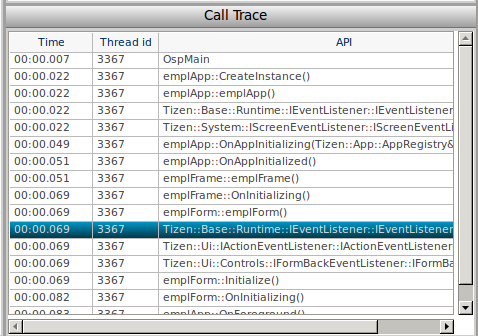 Call Trace
Time Thread id API
00:00.007 3367 OspMain
00:00.022 3367 emplApp::CreateInstance()
00:00.022 3367 emplApp::emplApp()
00:00.022 3367 Tizen::Base::Runtime::IEventListener::IEventListener
00:00.022 3367 Tizen::System::IScreenEventListener::IScreenEventLi
00:00.049 3367 emplApp::OnAppInitializing(Tizen::App::AppRegistry&
00:00.051 3367 emplApp::OnAppInitialized()
00:00.051 3367 emplFrame::emplFrame()
00:00.069 3367 emplFrame::OnInitializing()
00:00.069 3367 emplForm::emplForm()
00:00.069 3367 Tizen::Base::Runtime::IEventListener::IEventListener
00:00.069 3367 Tizen::Ui::IActionEventListener::IActionEventListener
00:00.069 3367 Tizen::Ui::Controls::IFormBackEventListener::IFormBa
00:00.069 3367 emplForm::Initialize()
00:00.082 3367 emplForm::OnInitializing()
00:00.083 3367 emplApp::OnForeground()